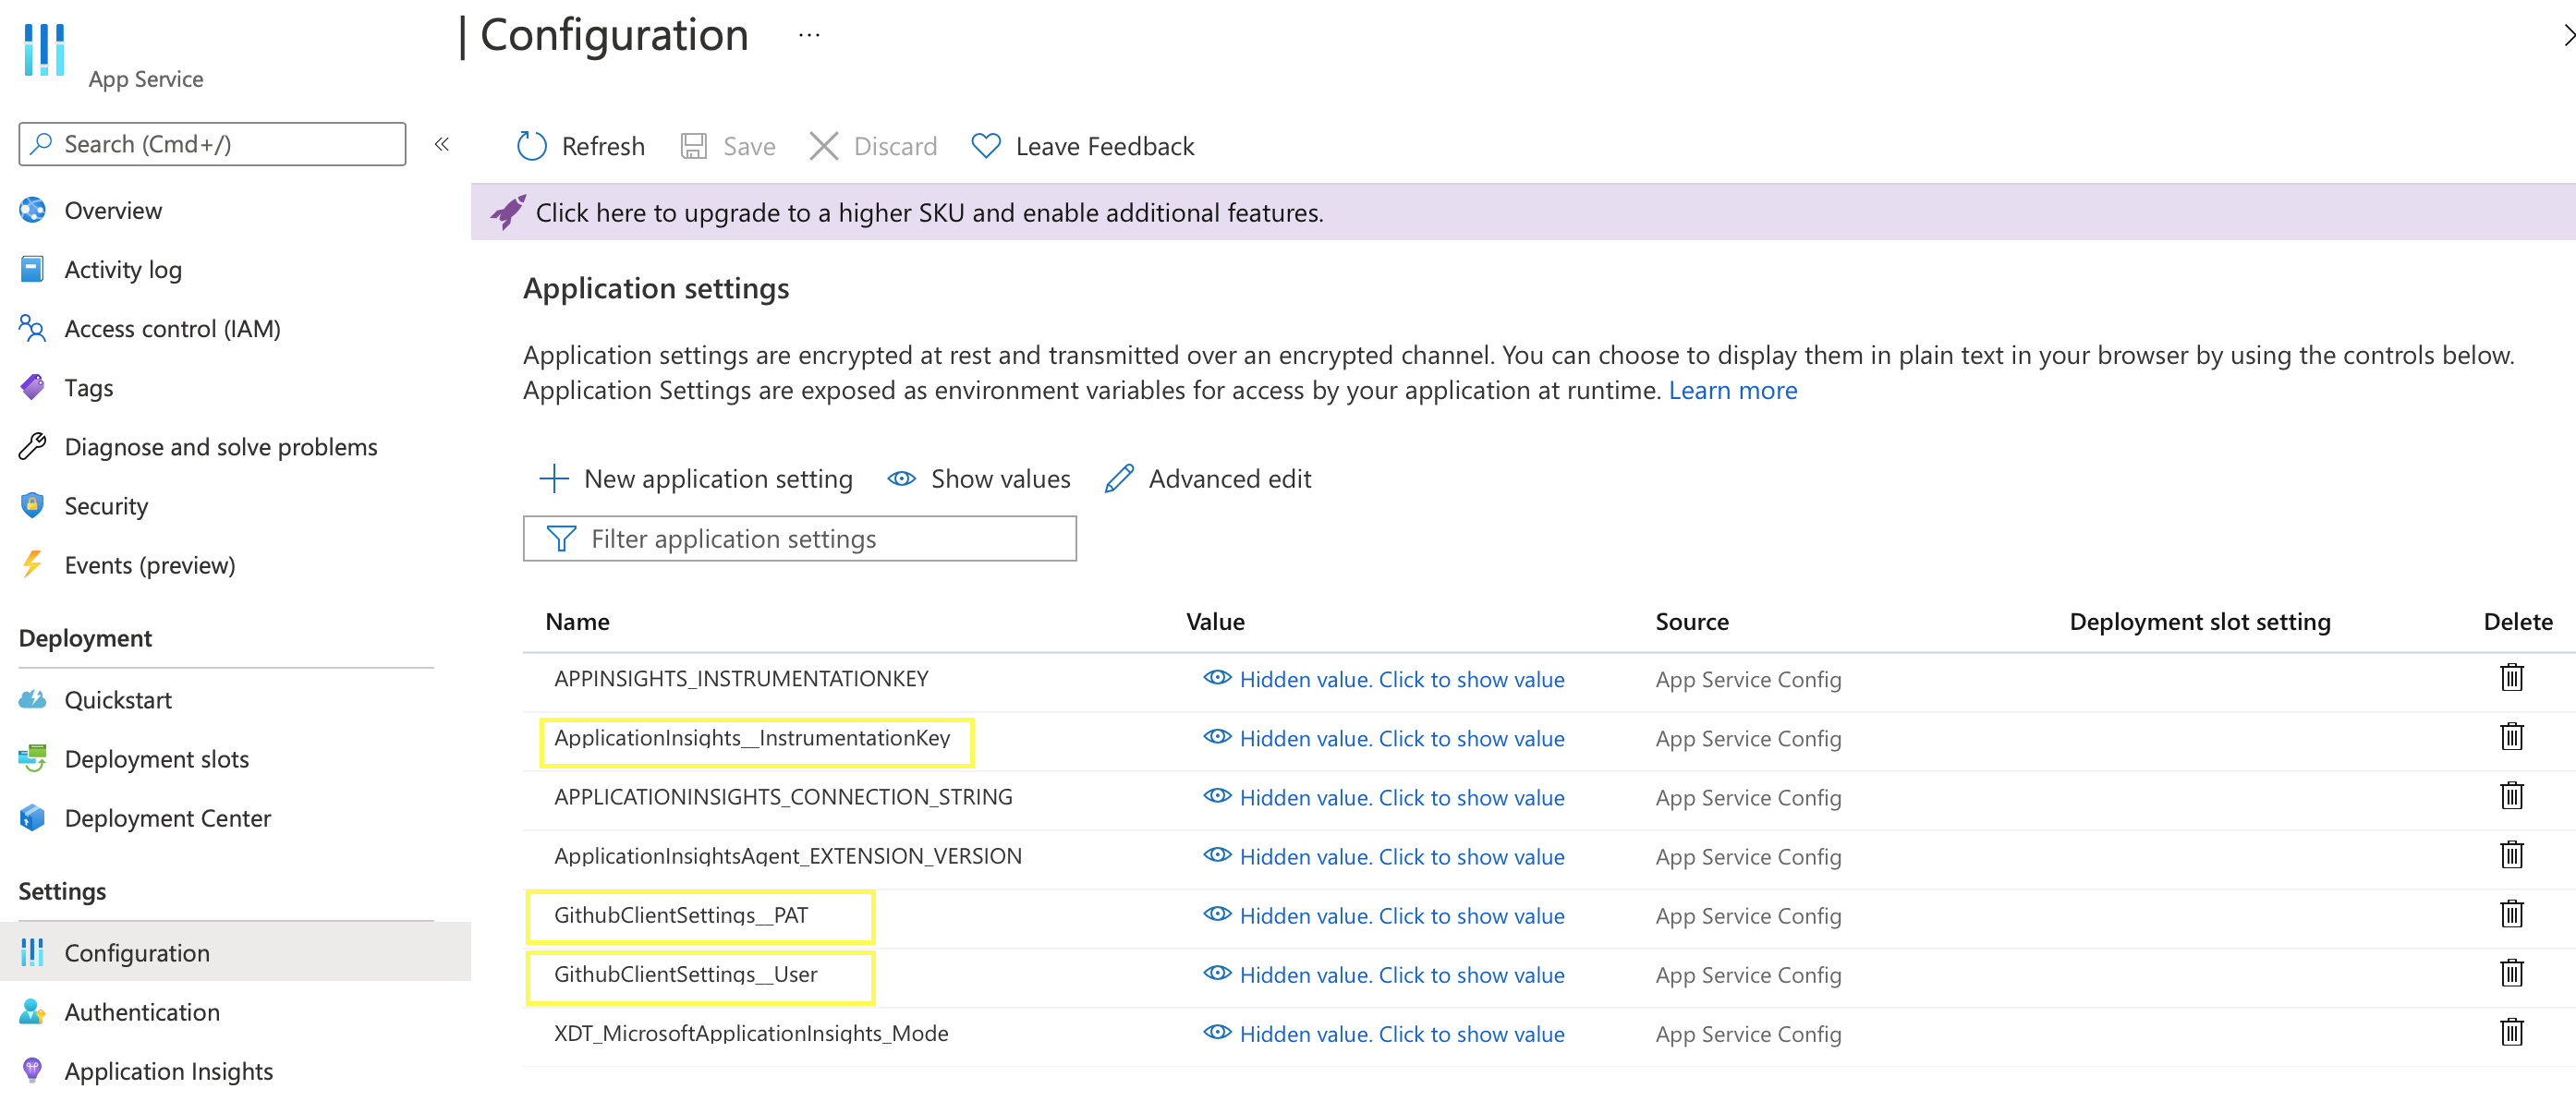 App Service
| Configuration ...
Search (Cmd+/)
«
Overview
Activity log
Access control (IAM)
Tags
Diagnose and solve problems
Security
Events (preview)
Deployment
Quickstart
Deployment slots
Deployment Center
Settings
Configuration
Authentication
Application Insights
Refresh Save Discard Leave Feedback
Click here to upgrade to a higher SKU and enable additional features.
Application settings
Application settings are encrypted at rest and transmitted over an encrypted channel. You can choose to display them in plain text in your browser by using the controls below.
Application Settings are exposed as environment variables for access by your application at runtime. Learn more
New application setting Show values Advanced edit
Filter application settings
Name Value Source Deployment slot setting Delete
APPINSIGHTS_INSTRUMENTATIONKEY Hidden value. Click to show value App Service Config
ApplicationInsights__InstrumentationKey Hidden value. Click to show value App Service Config
APPLICATIONINSIGHTS_CONNECTION_STRING Hidden value. Click to show value App Service Config
ApplicationInsightsAgent_EXTENSION_VERSION Hidden value. Click to show value App Service Config
GithubClientSettings__PAT Hidden value. Click to show value App Service Config
GithubClientSettings__User Hidden value. Click to show value App Service Config
XDT_MicrosoftApplicationInsights_Mode Hidden value. Click to show value App Service Config